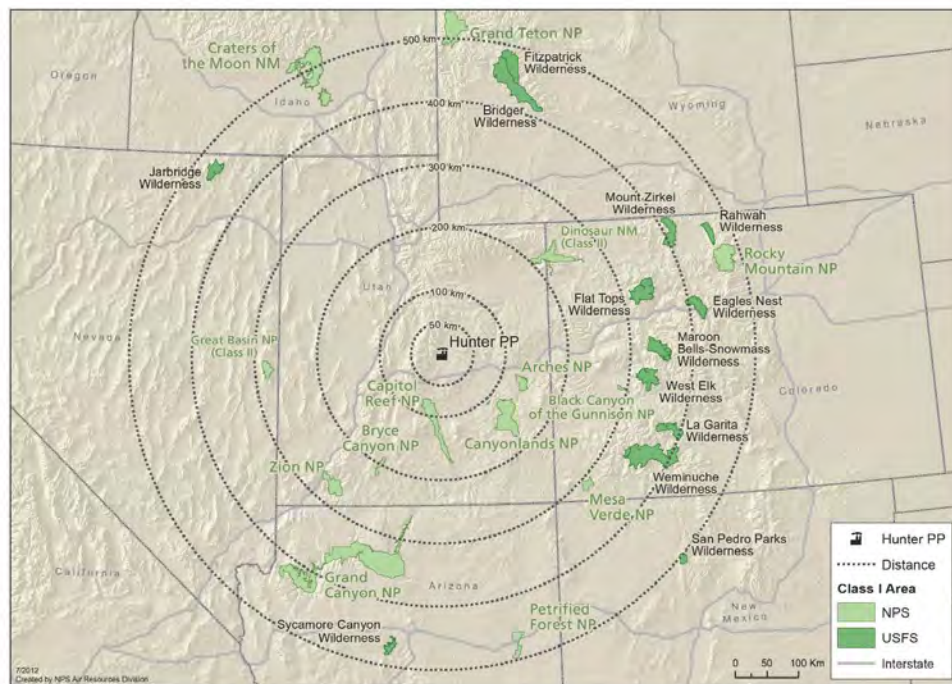 500 km
Grand Teton NP
Craters of
the Moon NM
Fitzpatrick
Wilderness
Oregon
Idaho
400 km
Wyoming
Bridger
Wilderness
Nebraska
Jarbridge
Wilderness
300 km
Mount Zirkel
Wilderness
Rahwah
Wilderness
200 km
Dinosaur NM
(Class II)
Rocky
Mountain NP
Utah
100 km
Flat Tops
Wilderness
Eagles Nest
Wilderness
50 km
Hunter PP
Nevada
Great Basin NP
(Class II)
Maroon
Bells-Snowmass
Wilderness
Arches NP
Capitol
Reef NP
Black Canyon
of the Gunnison NP
West Elk
Wilderness
Colorado
Bryce
Canyon NP
Canyonlands NP
La Garita
Wilderness
Zion NP
Weminuche
Wilderness
Mesa
Verde NP
San Pedro Parks
Wilderness
California
Grand
Canyon NP
Arizona
Petrified
Forest NP
New
Mexico
Sycamore Canyon
Wilderness
Hunter PP
Distance
Class I Area
NPS
USFS
Interstate
0 50 100 Km
7/2012
Created by NPS Air Resources Division